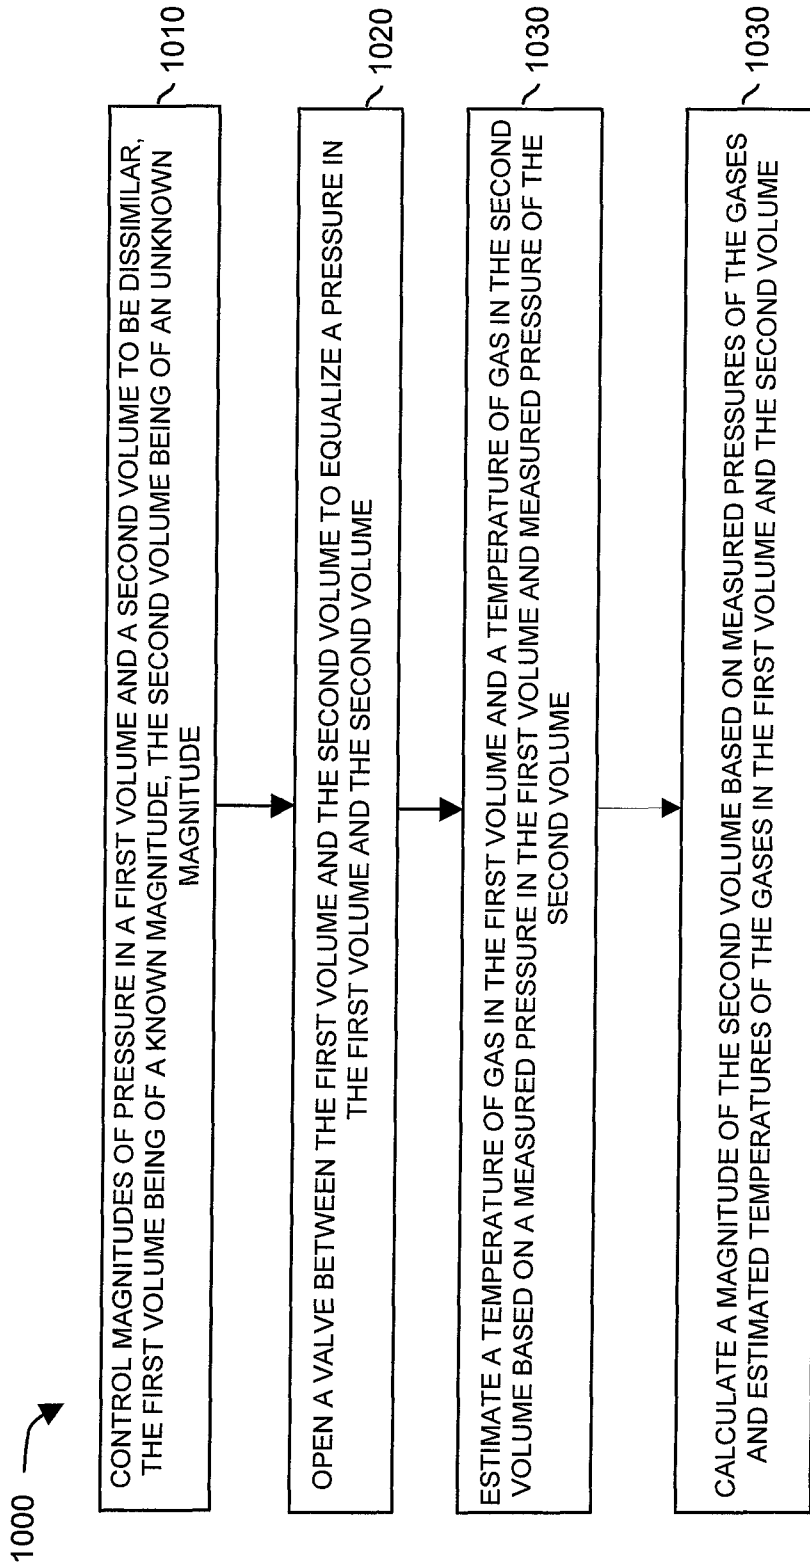 1000
CONTROL MAGNITUDES OF PRESSURE IN A FIRST VOLUME AND A SECOND VOLUME TO BE DISSIMILAR,
THE FIRST VOLUME BEING OF A KNOWN MAGNITUDE, THE SECOND VOLUME BEING OF AN UNKNOWN
MAGNITUDE
1010
OPEN A VALVE BETWEEN THE FIRST VOLUME AND THE SECOND VOLUME TO EQUALIZE A PRESSURE IN
THE FIRST VOLUME AND THE SECOND VOLUME
1020
ESTIMATE A TEMPERATURE OF GAS IN THE FIRST VOLUME AND A TEMPERATURE OF GAS IN THE SECOND
VOLUME BASED ON A MEASURED PRESSURE IN THE FIRST VOLUME AND MEASURED PRESSURE OF THE
SECOND VOLUME
1030
CALCULATE A MAGNITUDE OF THE SECOND VOLUME BASED ON MEASURED PRESSURES OF THE GASES
AND ESTIMATED TEMPERATURES OF THE GASES IN THE FIRST VOLUME AND THE SECOND VOLUME
1030